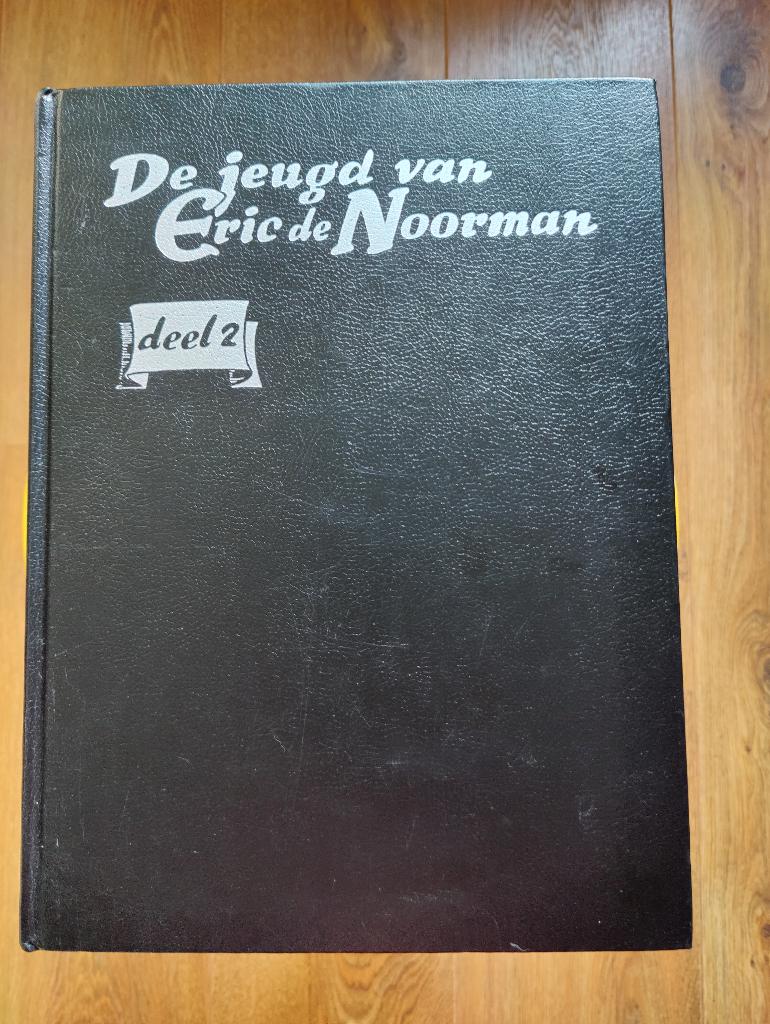 De jeugd van
Eric de Noorman
deel 2